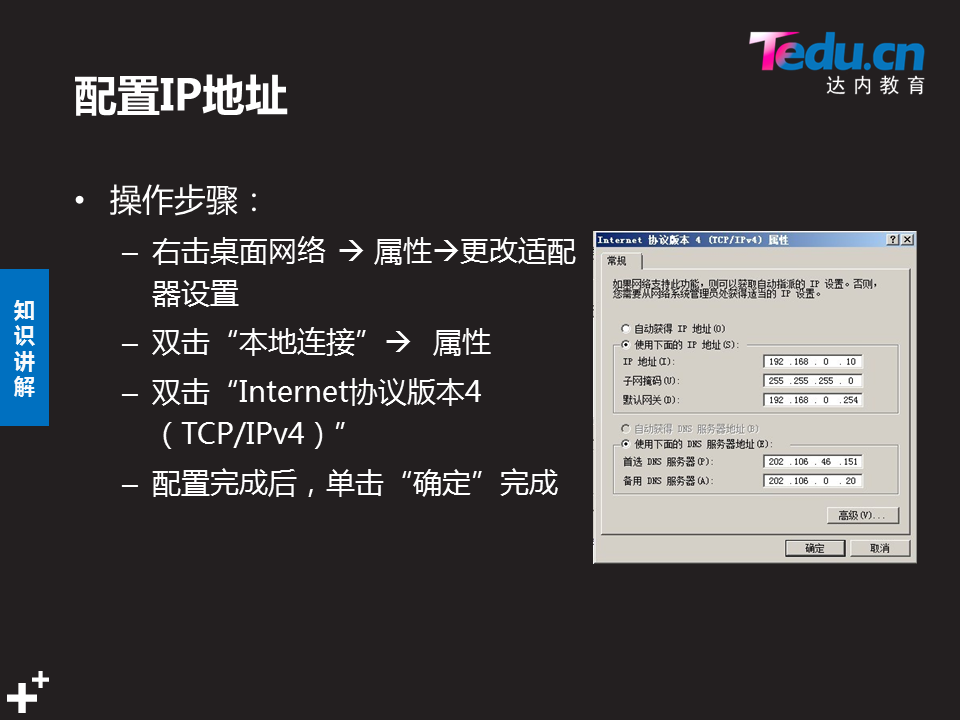 Tedu.cn
达内教育
配置IP地址
• 操作步骤：
– 右击桌面网络 → 属性→更改适配
器设置
– 双击“本地连接”→ 属性
– 双击“Internet协议版本4
（TCP/IPv4）”
– 配置完成后，单击“确定”完成
知
识
讲
解
Internet 协议版本 4 (TCP/IPv4) 属性
常规
如果网络支持此功能，则可以获取自动指派的 IP 设置。否则，
您需要从网络系统管理员处获得适当的 IP 设置。
自动获得 IP 地址(O)
使用下面的 IP 地址(S):
IP 地址(I): 192 .168 . 0 . 10
子网掩码(U): 255 .255 .255 . 0
默认网关(D): 192 .168 . 0 .254
自动获得 DNS 服务器地址(B)
使用下面的 DNS 服务器地址(E):
首选 DNS 服务器(P): 202 .106 . 46 .151
备用 DNS 服务器(A): 202 .106 . 0 . 20
高级(V)...
确定 取消